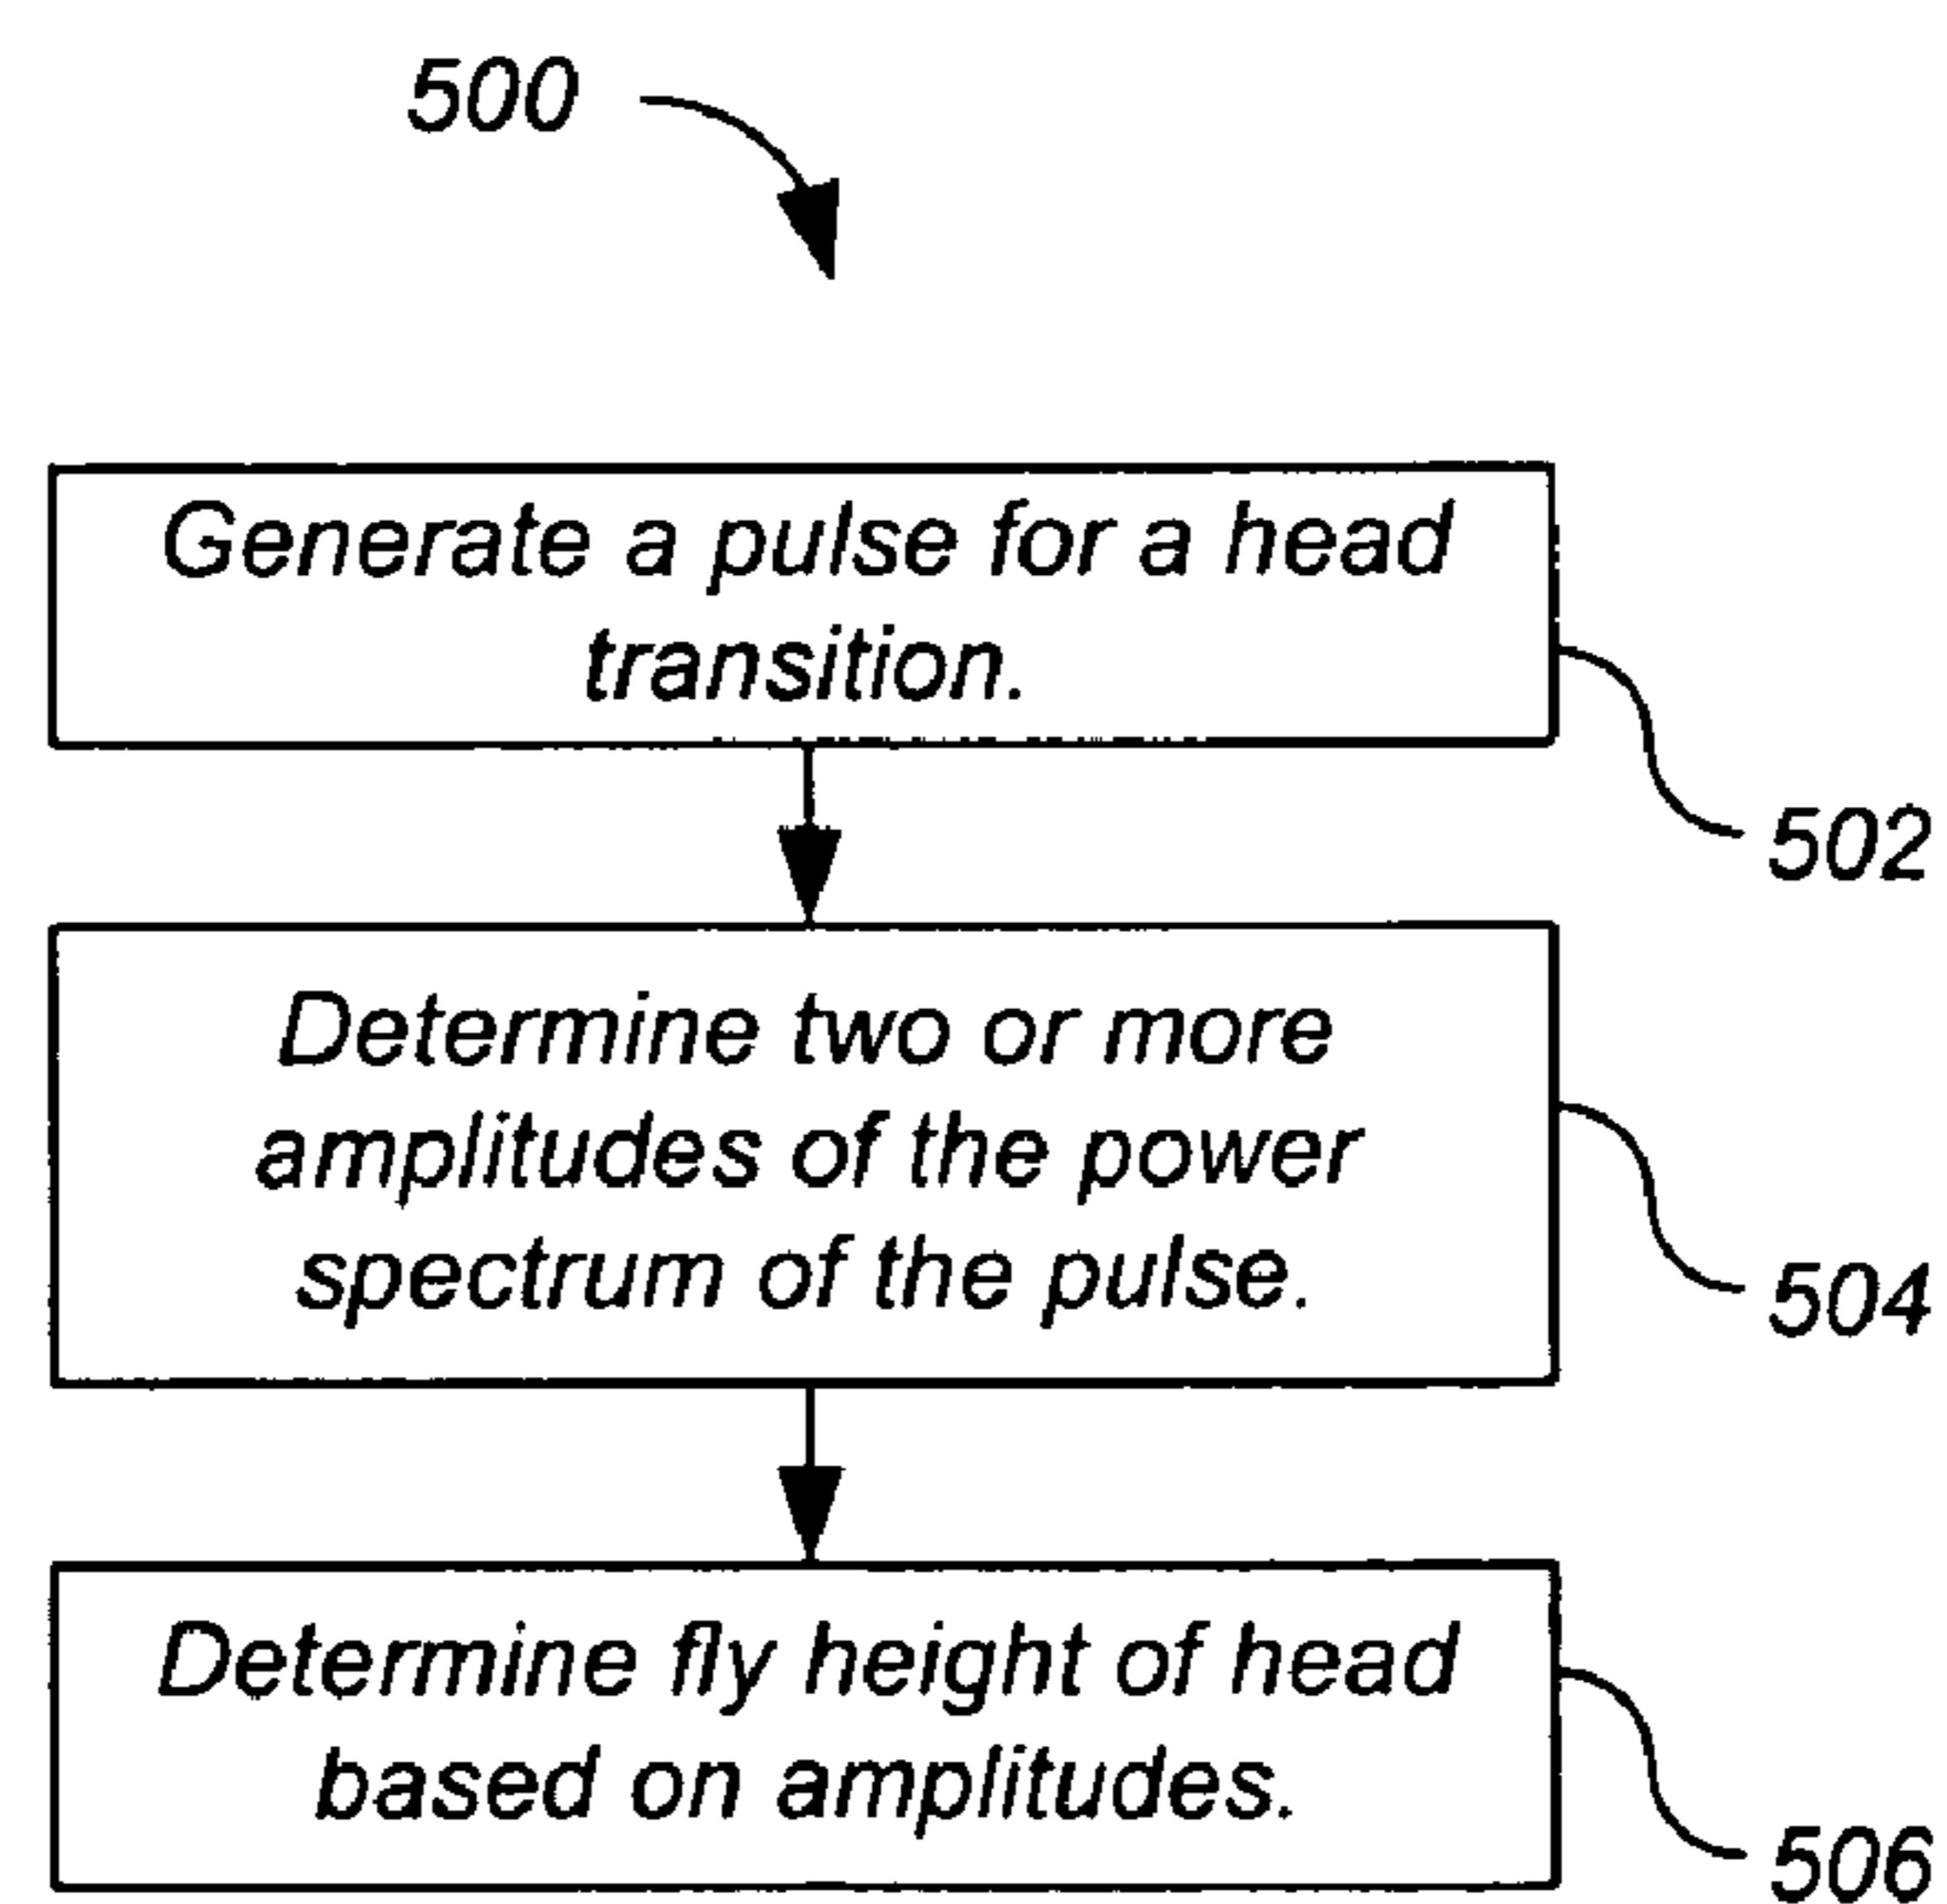 500
Generate a pulse for a head
transition.
502
Determine two or more
amplitudes of the power
spectrum of the pulse.
504
Determine fly height of head
based on amplitudes.
506